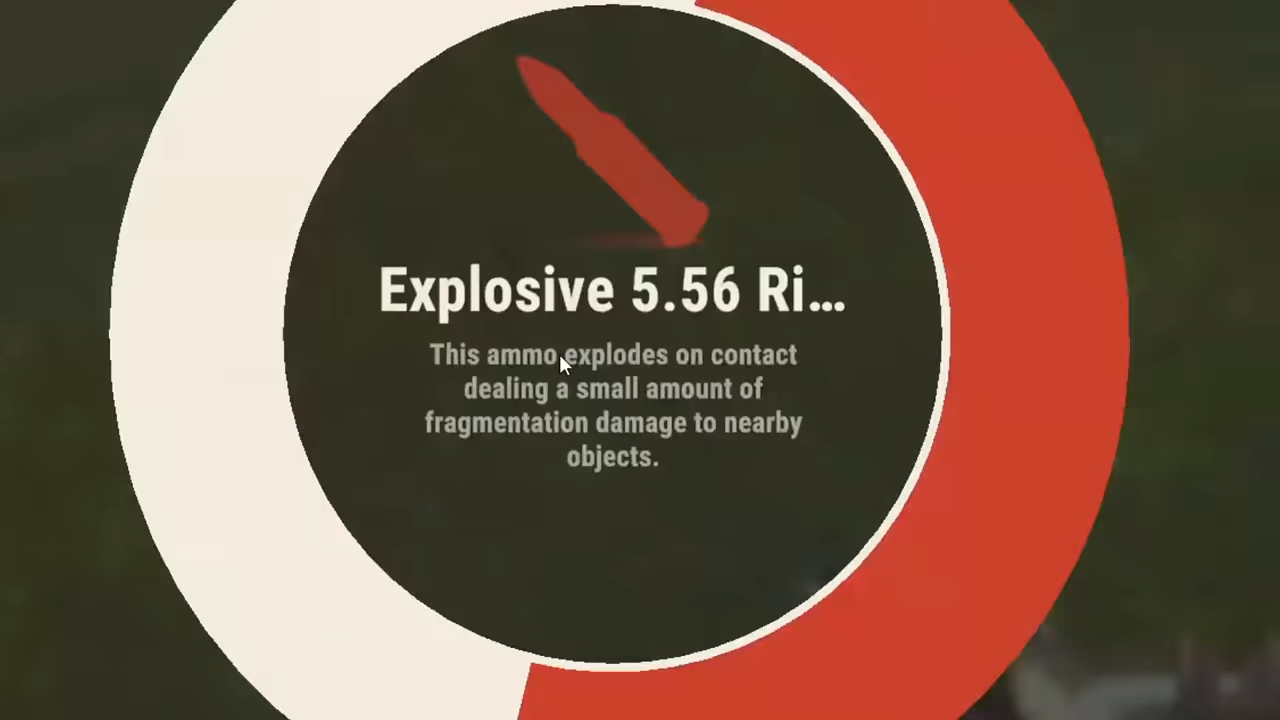 Explosive 5.56 Ri...
This ammo explodes on contact
dealing a small amount of
fragmentation damage to nearby
objects.